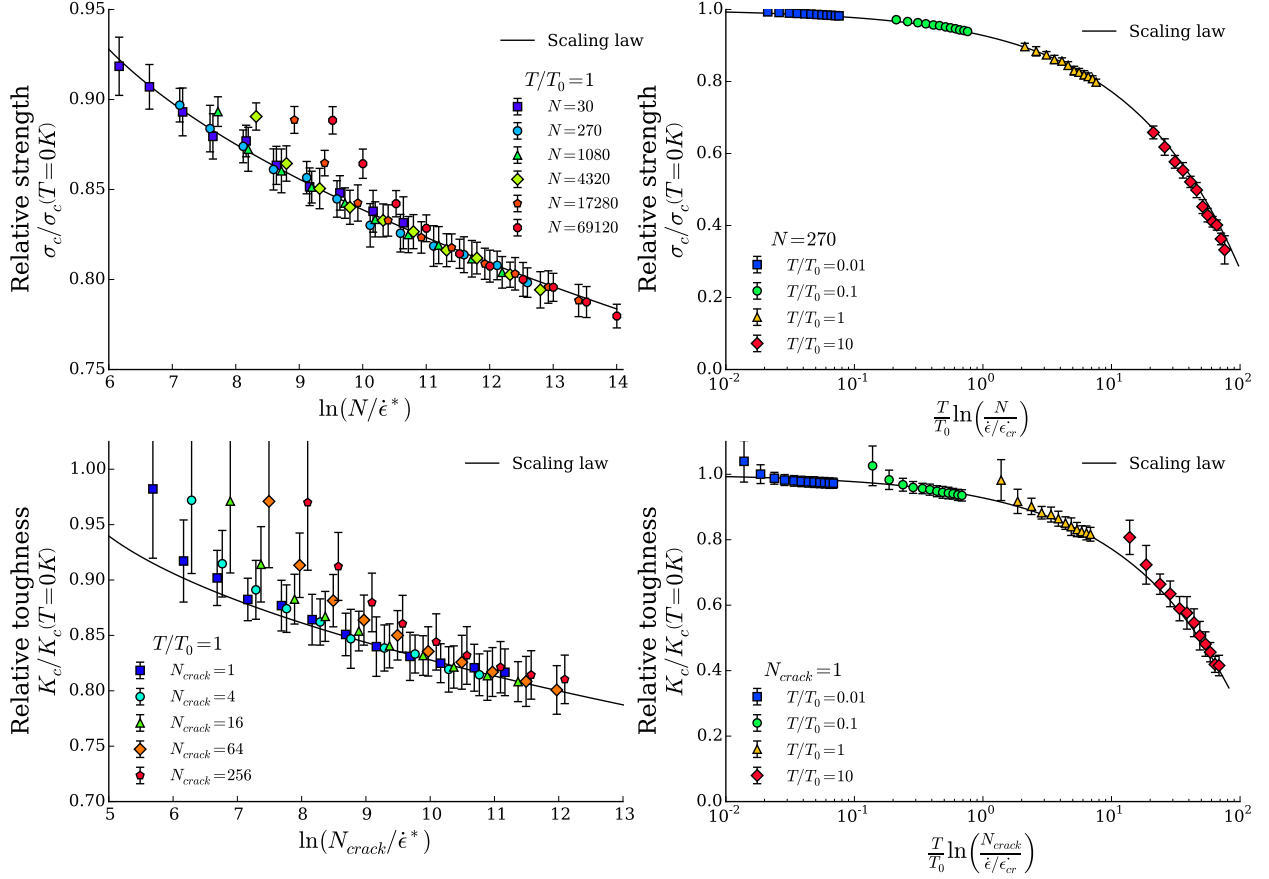 Relative strength
σ_c/σ_c(T=0K)
0.95
0.90
0.85
0.80
0.75
Scaling law
T/T_0=1
N=30
N=270
N=1080
N=4320
N=17280
N=69120
6 7 8 9 10 11 12 13 14
ln(N/ϵ̇*)
Relative strength
σ_c/σ_c(T=0K)
1.0
0.8
0.6
0.4
0.2
0.0
Scaling law
N=270
T/T_0=0.01
T/T_0=0.1
T/T_0=1
T/T_0=10
10^-2 10^-1 10^0 10^1 10^2
T/T_0 ln(N/(ϵ̇/ϵ̇_cr))
Relative toughness
K_c/K_c(T=0K)
1.00
0.95
0.90
0.85
0.80
0.75
0.70
Scaling law
T/T_0=1
N_crack=1
N_crack=4
N_crack=16
N_crack=64
N_crack=256
5 6 7 8 9 10 11 12 13
ln(N_crack/ϵ̇*)
Relative toughness
K_c/K_c(T=0K)
1.0
0.8
0.6
0.4
0.2
0.0
Scaling law
N_crack=1
T/T_0=0.01
T/T_0=0.1
T/T_0=1
T/T_0=10
10^-2 10^-1 10^0 10^1 10^2
T/T_0 ln(N_crack/(ϵ̇/ϵ̇_cr))